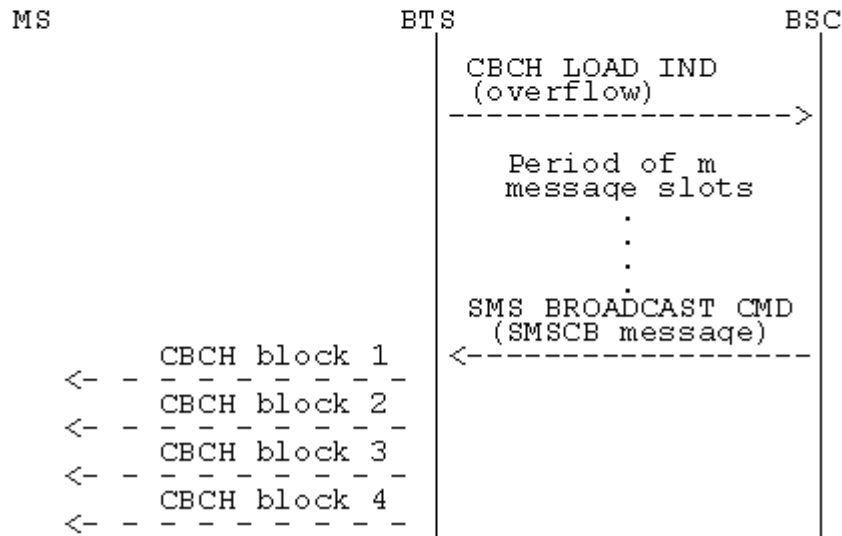 MS BTS BSC
CBCH LOAD IND
(overflow)
Period of m
message slots
SMS BROADCAST CMD
(SMSCB message)
CBCH block 1
CBCH block 2
CBCH block 3
CBCH block 4